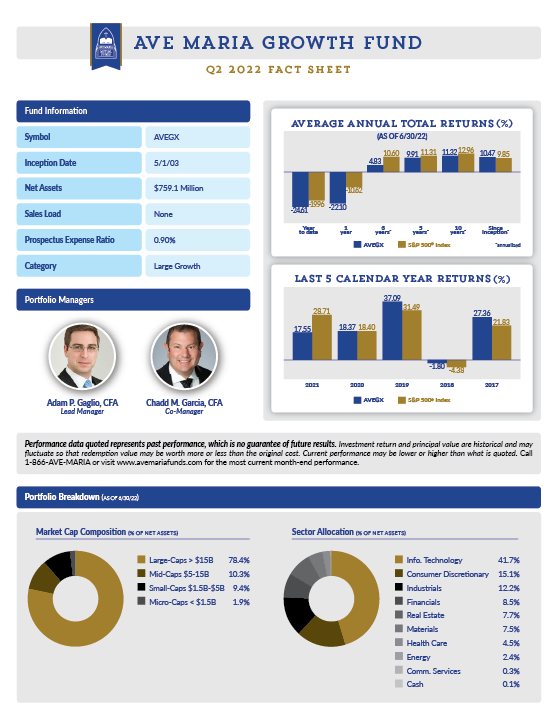 AVE MARIA GROWTH FUND
Q2 2022 FACT SHEET
Fund Information
Symbol AVEGX
Inception Date 5/1/03
Net Assets $759.1 Million
Sales Load None
Prospectus Expense Ratio 0.90%
Category Large Growth
Portfolio Managers
Adam P. Gaglio, CFA
Lead Manager
Chadd M. Garcia, CFA
Co-Manager
AVERAGE ANNUAL TOTAL RETURNS (%)
(AS OF 6/30/22)
-24.61 -19.96 -22.10 -10.62 4.83 10.60 9.91 11.31 11.32 12.96 10.47 9.85
Year to date
1 year
3 years*
5 years*
10 years*
Since Inception*
AVEGX S&P 500® Index *annualized
LAST 5 CALENDAR YEAR RETURNS (%)
17.55 28.71 18.37 18.40 37.09 31.49 -1.80 -4.38 27.36 21.83
2021 2020 2019 2018 2017
AVEGX S&P 500® Index
Performance data quoted represents past performance, which is no guarantee of future results. Investment return and principal value are historical and may
fluctuate so that redemption value may be worth more or less than the original cost. Current performance may be lower or higher than what is quoted. Call
1-866-AVE-MARIA or visit www.avemariafunds.com for the most current month-end performance.
Portfolio Breakdown (AS OF 6/30/22)
Market Cap Composition (% OF NET ASSETS)
Large-Caps > $15B 78.4%
Mid-Caps $5-15B 10.3%
Small-Caps $1.5B-$5B 9.4%
Micro-Caps < $1.5B 1.9%
Sector Allocation (% OF NET ASSETS)
Info. Technology 41.7%
Consumer Discretionary 15.1%
Industrials 12.2%
Financials 8.5%
Real Estate 7.7%
Materials 7.5%
Health Care 4.5%
Energy 2.4%
Comm. Services 0.3%
Cash 0.1%